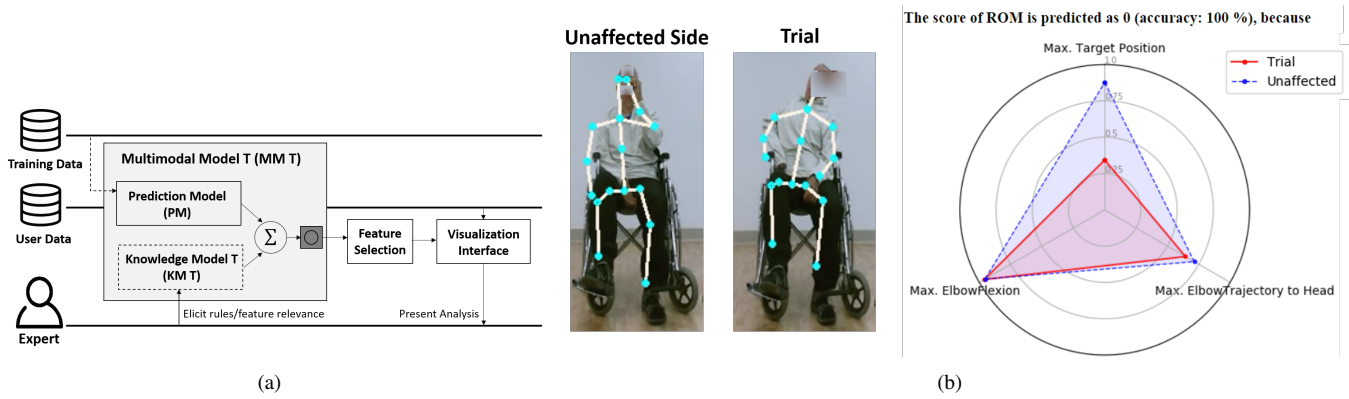 Training Data
User Data
Expert
Multimodal Model T (MM T)
Prediction Model
(PM)
Knowledge Model T
(KM T)
Σ
Feature
Selection
Visualization
Interface
Elicit rules/feature relevance
Present Analysis
(a)
Unaffected Side
Trial
The score of ROM is predicted as 0 (accuracy: 100 %), because
Max. Target Position
1.0
0.75
0.5
0.25
Trial
Unaffected
Max. ElbowFlexion
Max. ElbowTrajectory to Head
(b)